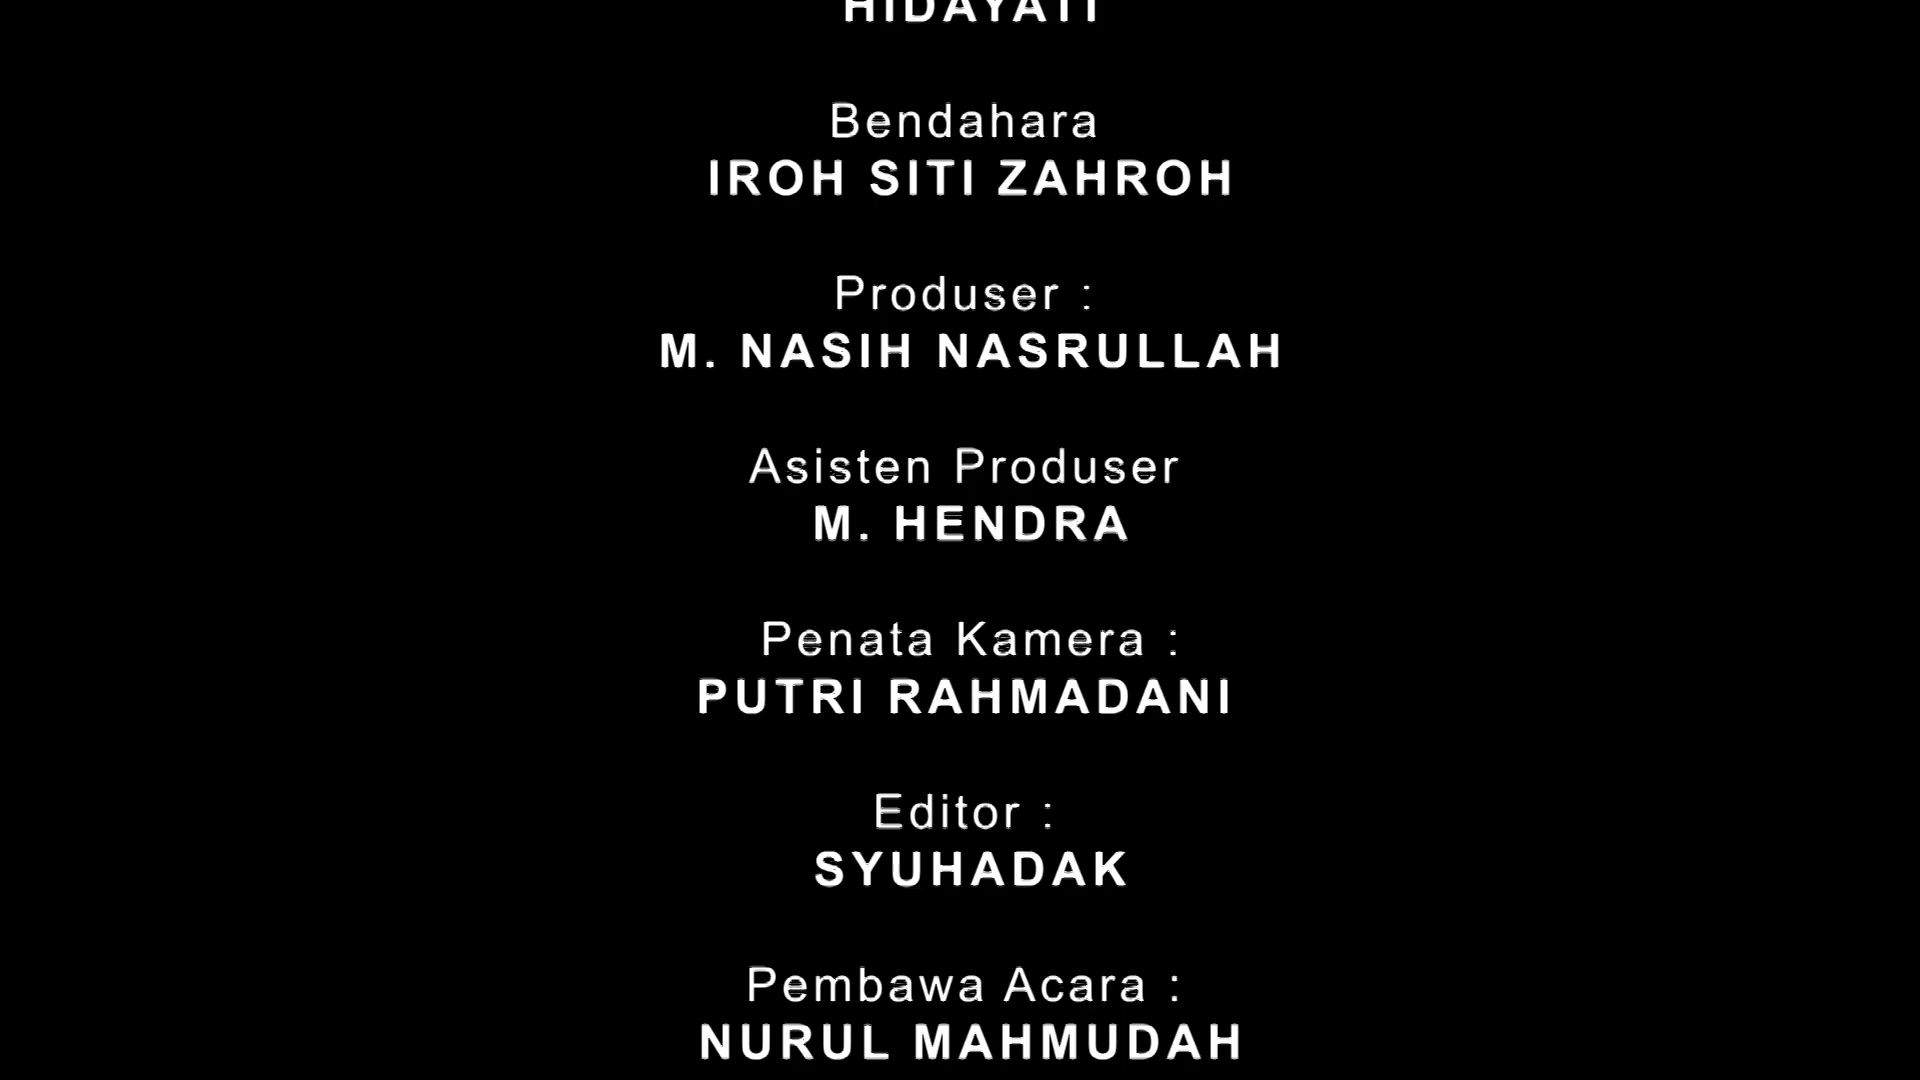 HIDAYATI
Bendahara
IROH SITI ZAHROH
Produser :
M. NASIH NASRULLAH
Asisten Produser
M. HENDRA
Penata Kamera :
PUTRI RAHMADANI
Editor :
SYUHADAK
Pembawa Acara :
NURUL MAHMUDAH